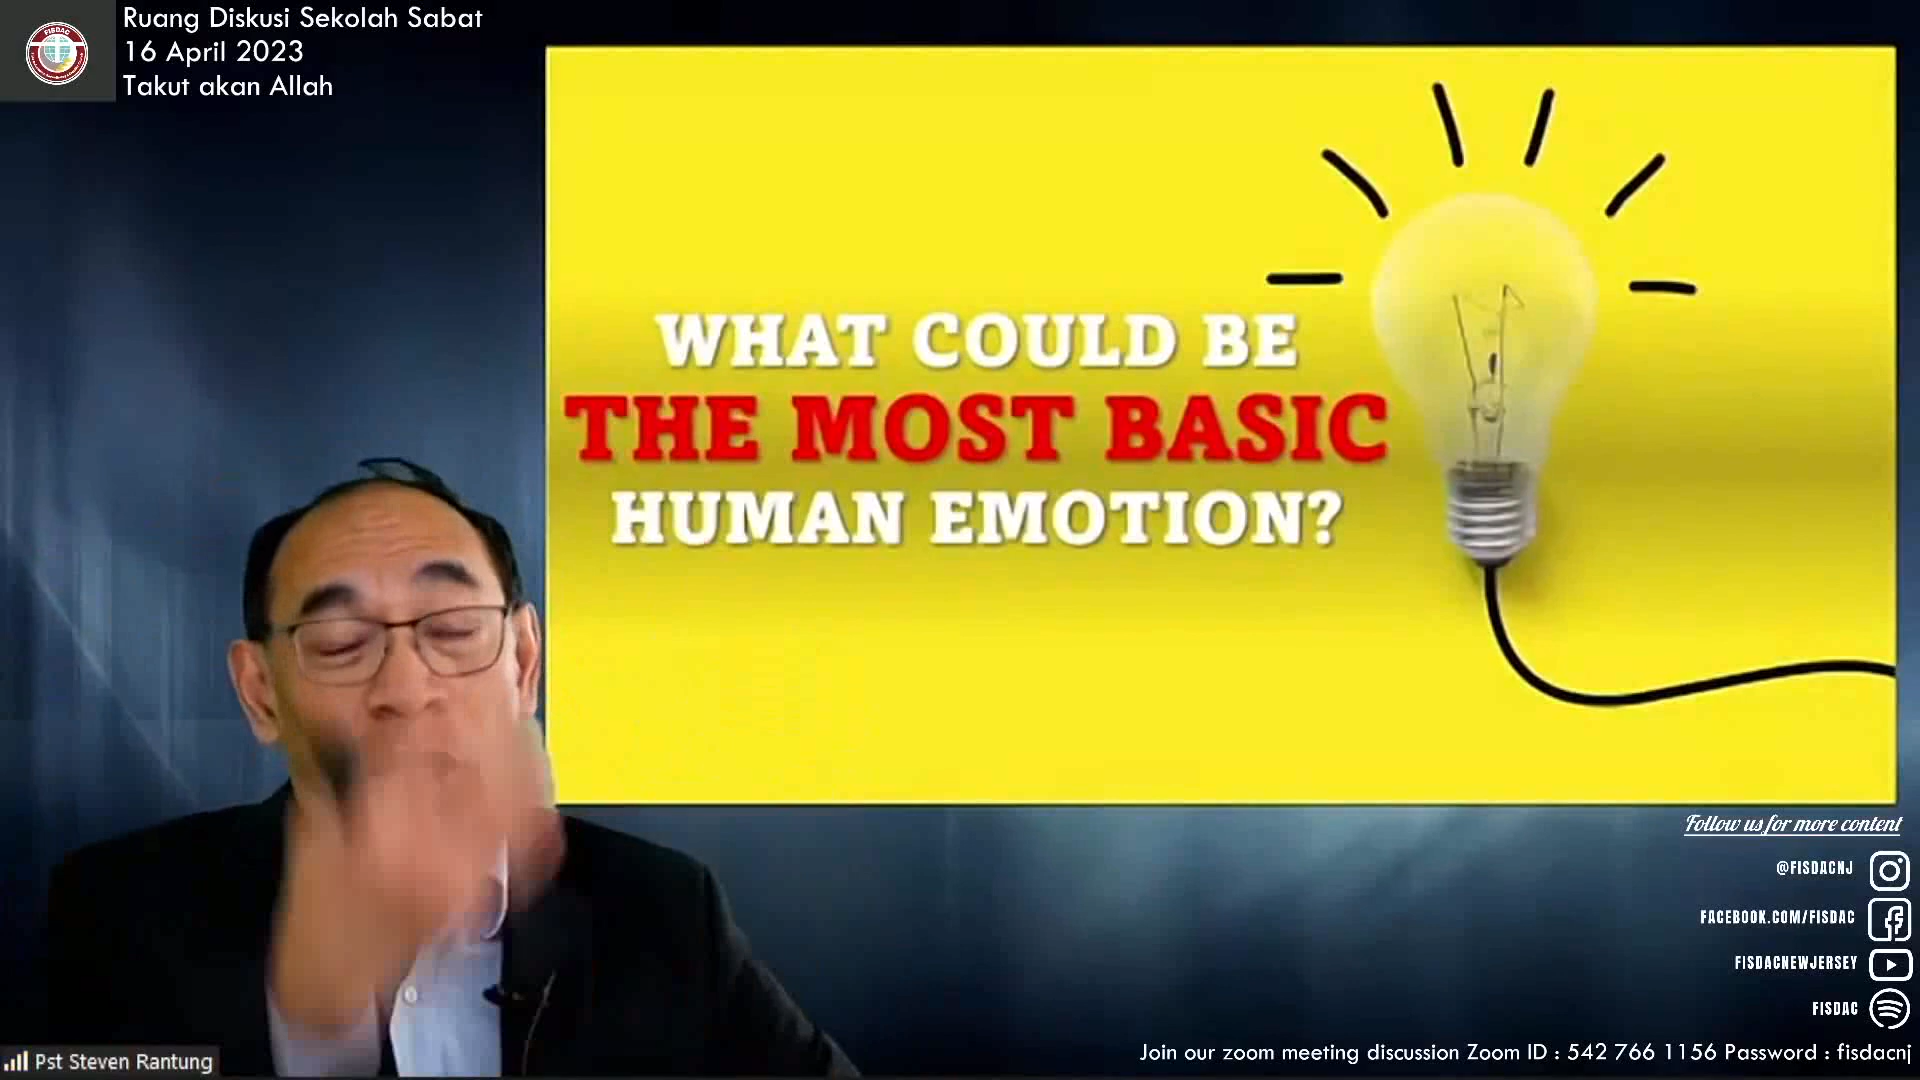 FISDAC
Ruang Diskusi Sekolah Sabat
16 April 2023
Takut akan Allah
WHAT COULD BE
THE MOST BASIC
HUMAN EMOTION?
Follow us for more content
@FISDACNJ
FACEBOOK.COM/FISDAC
FISDACNEWJERSEY
FISDAC
Join our zoom meeting discussion Zoom ID : 542 766 1156 Password : fisdacnj
Pst Steven Rantung